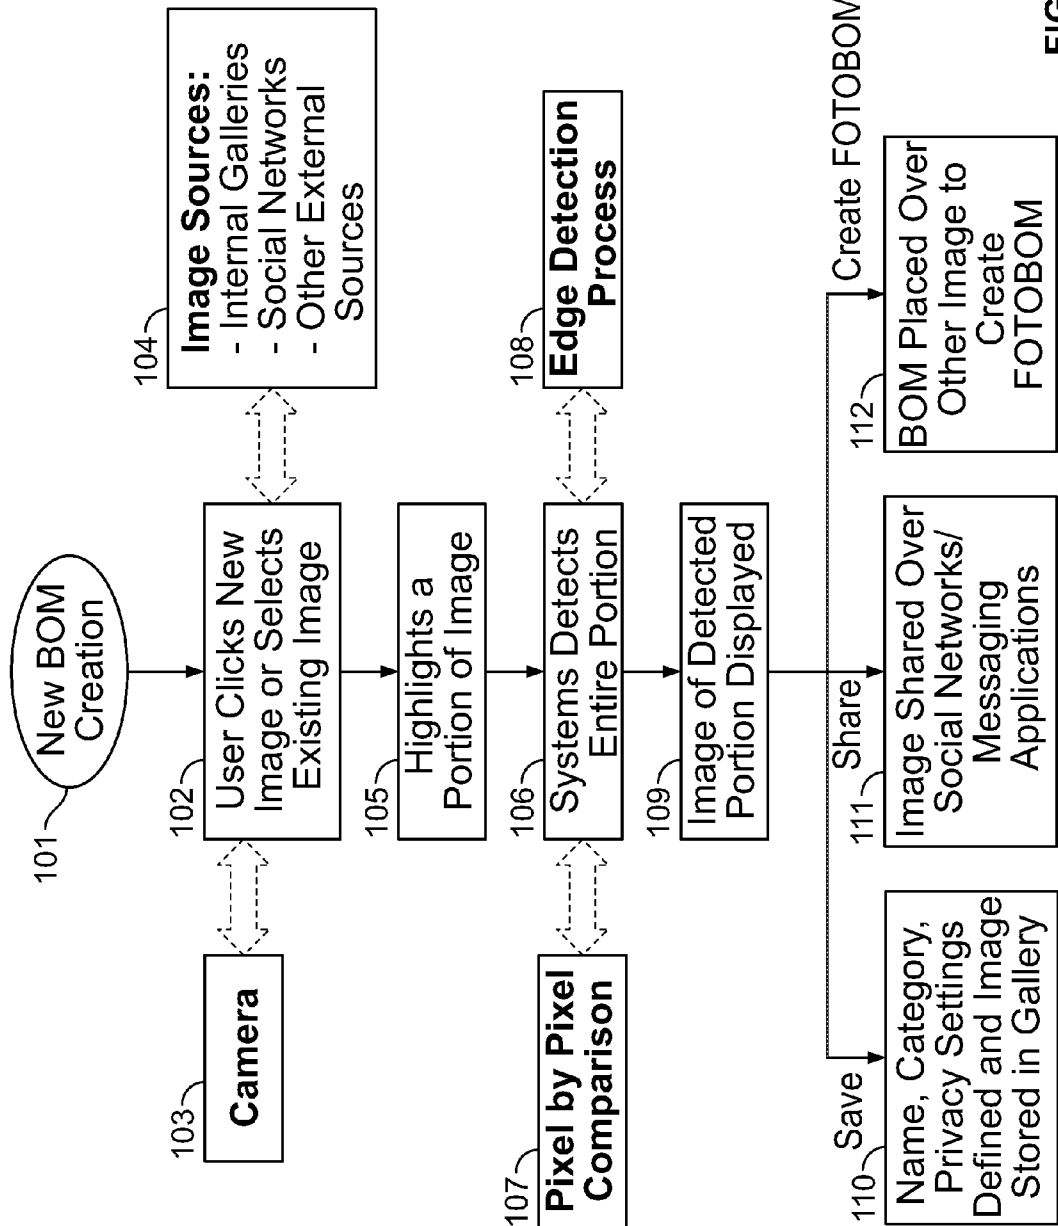 New BOM
Creation
101
102
User Clicks New
Image or Selects
Existing Image
103
Camera
104
Image Sources:
- Internal Galleries
- Social Networks
- Other External
Sources
105
Highlights a
Portion of Image
106
Systems Detects
Entire Portion
107
Pixel by Pixel
Comparison
108
Edge Detection
Process
109
Image of Detected
Portion Displayed
Save
Share
Create FOTOBOM
110
Name, Category,
Privacy Settings
Defined and Image
Stored in Gallery
111
Image Shared Over
Social Networks/
Messaging
Applications
112
BOM Placed Over
Other Image to
Create
FOTOBOM
FIG